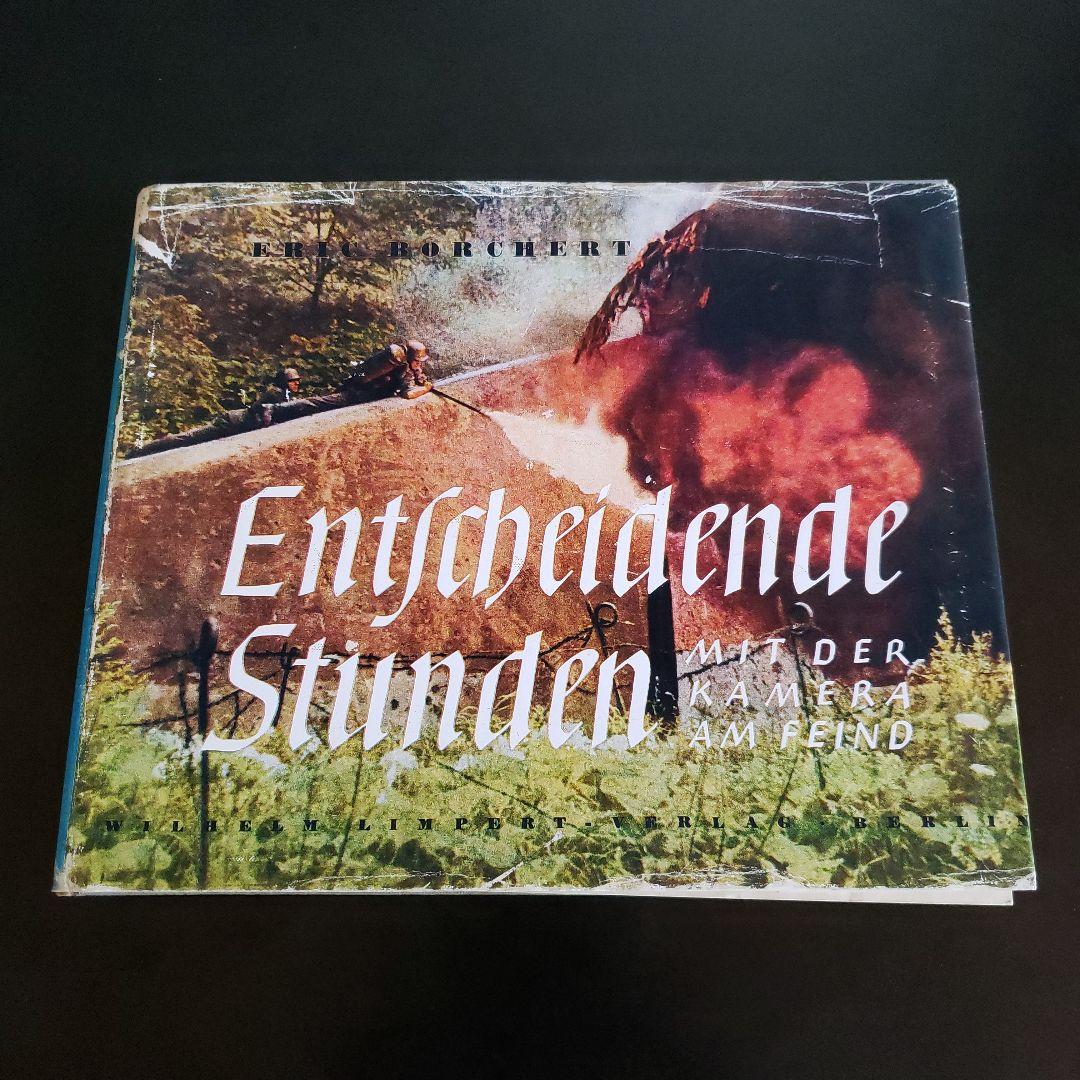 ERIC BORCHERT
Entſcheidende
Stunden
MIT DER
KAMERA
AM FEIND
WILHELM LIMPERT-VERLAG · BERLIN